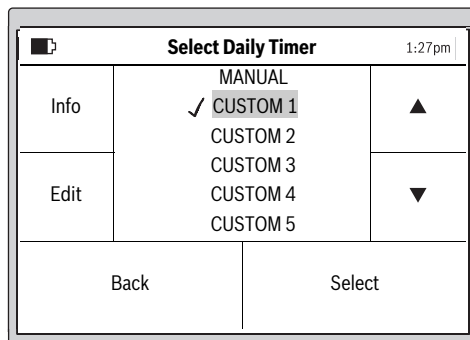 Select Daily Timer 1:27pm
MANUAL
Info ✓ CUSTOM 1 ▲
CUSTOM 2
CUSTOM 3
Edit CUSTOM 4 ▼
CUSTOM 5
Back Select